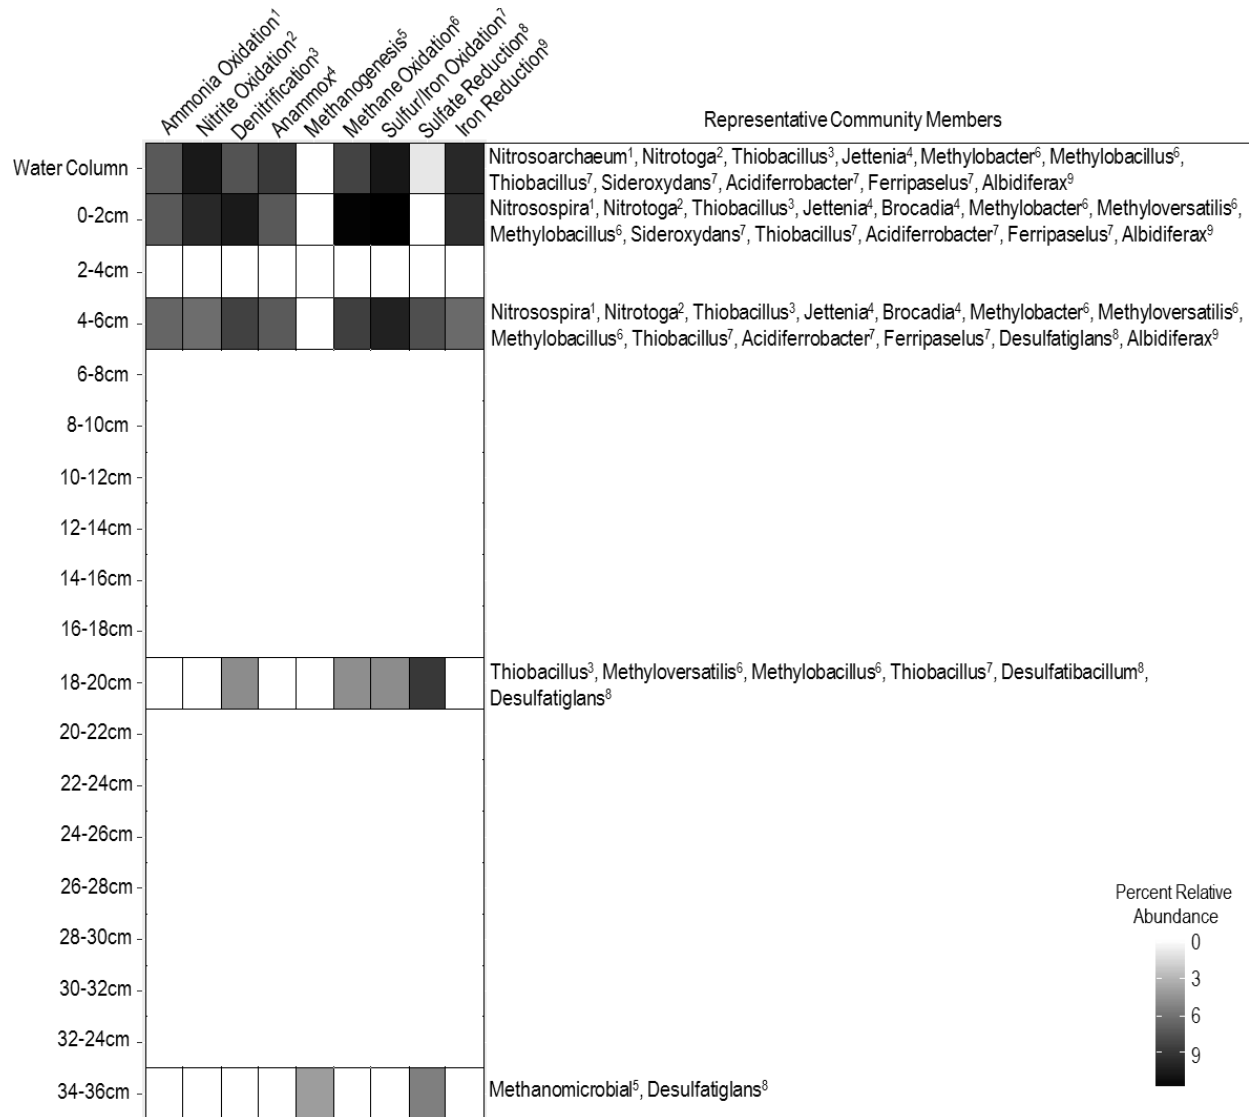 Ammonia Oxidation¹
Nitrite Oxidation²
Denitrification³
Anammox⁴
Methanogenesis⁵
Methane Oxidation⁶
Sulfur/Iron Oxidation⁷
Sulfate Reduction⁸
Iron Reduction⁹
Representative Community Members
Water Column
Nitrosoarchaeum¹, Nitrotoga², Thiobacillus³, Jettenia⁴, Methylobacter⁶, Methylobacillus⁶,
Thiobacillus⁷, Sideroxydans⁷, Acidiferrobacter⁷, Ferripaselus⁷, Albidiferax⁹
0-2cm
Nitrosospira¹, Nitrotoga², Thiobacillus³, Jettenia⁴, Brocadia⁴, Methylobacter⁶, Methyloversatilis⁶,
Methylobacillus⁶, Sideroxydans⁷, Thiobacillus⁷, Acidiferrobacter⁷, Ferripaselus⁷, Albidiferax⁹
2-4cm
4-6cm
Nitrosospira¹, Nitrotoga², Thiobacillus³, Jettenia⁴, Brocadia⁴, Methylobacter⁶, Methyloversatilis⁶,
Methylobacillus⁶, Thiobacillus⁷, Acidiferrobacter⁷, Ferripaselus⁷, Desulfatiglans⁸, Albidiferax⁹
6-8cm
8-10cm
10-12cm
12-14cm
14-16cm
16-18cm
18-20cm
Thiobacillus³, Methyloversatilis⁶, Methylobacillus⁶, Thiobacillus⁷, Desulfatibacillum⁸,
Desulfatiglans⁸
20-22cm
22-24cm
24-26cm
26-28cm
28-30cm
30-32cm
32-24cm
34-36cm
Methanomicrobial⁵, Desulfatiglans⁸
Percent Relative
Abundance
0
3
6
9